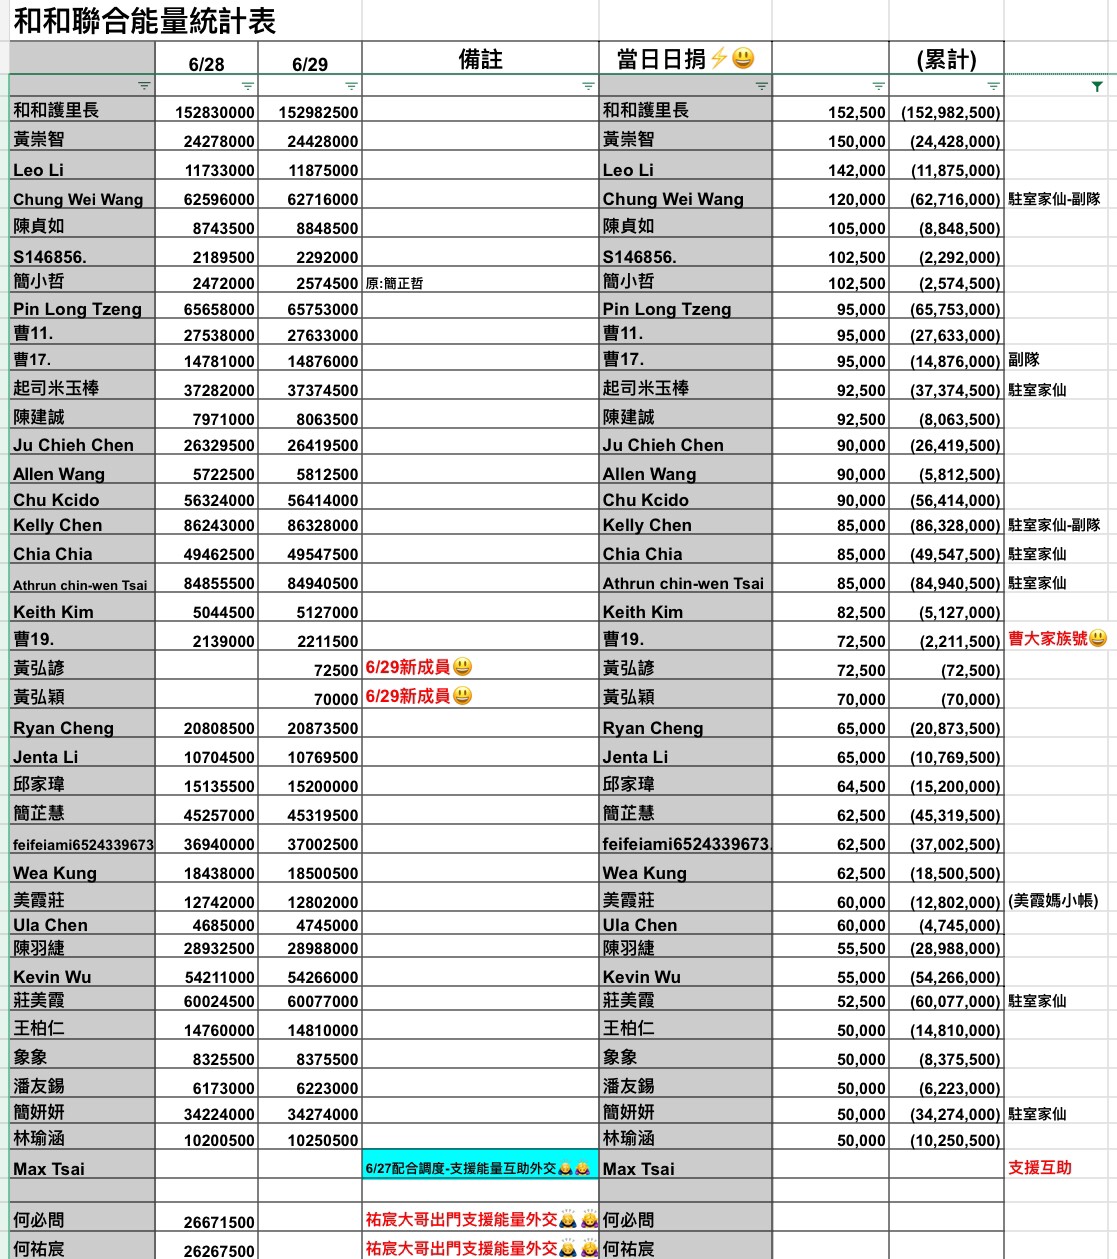 和和聯合能量統計表
6/28 6/29 備註 當日日捐⚡😃 (累計)
和和護里長 152830000 152982500 和和護里長 152,500 (152,982,500)
黃崇智 24278000 24428000 黃崇智 150,000 (24,428,000)
Leo Li 11733000 11875000 Leo Li 142,000 (11,875,000)
Chung Wei Wang 62596000 62716000 Chung Wei Wang 120,000 (62,716,000) 駐室家仙-副隊
陳貞如 8743500 8848500 陳貞如 105,000 (8,848,500)
S146856. 2189500 2292000 S146856. 102,500 (2,292,000)
簡小哲 2472000 2574500 原:簡正哲 簡小哲 102,500 (2,574,500)
Pin Long Tzeng 65658000 65753000 Pin Long Tzeng 95,000 (65,753,000)
曹11. 27538000 27633000 曹11. 95,000 (27,633,000)
曹17. 14781000 14876000 曹17. 95,000 (14,876,000) 副隊
起司米玉棒 37282000 37374500 起司米玉棒 92,500 (37,374,500) 駐室家仙
陳建誠 7971000 8063500 陳建誠 92,500 (8,063,500)
Ju Chieh Chen 26329500 26419500 Ju Chieh Chen 90,000 (26,419,500)
Allen Wang 5722500 5812500 Allen Wang 90,000 (5,812,500)
Chu Kcido 56324000 56414000 Chu Kcido 90,000 (56,414,000)
Kelly Chen 86243000 86328000 Kelly Chen 85,000 (86,328,000) 駐室家仙-副隊
Chia Chia 49462500 49547500 Chia Chia 85,000 (49,547,500) 駐室家仙
Athrun chin-wen Tsai 84855500 84940500 Athrun chin-wen Tsai 85,000 (84,940,500) 駐室家仙
Keith Kim 5044500 5127000 Keith Kim 82,500 (5,127,000)
曹19. 2139000 2211500 曹19. 72,500 (2,211,500) 曹大家族號😃
黃弘諺 72500 6/29新成員😃 黃弘諺 72,500 (72,500)
黃弘穎 70000 6/29新成員😃 黃弘穎 70,000 (70,000)
Ryan Cheng 20808500 20873500 Ryan Cheng 65,000 (20,873,500)
Jenta Li 10704500 10769500 Jenta Li 65,000 (10,769,500)
邱家瑋 15135500 15200000 邱家瑋 64,500 (15,200,000)
簡芷慧 45257000 45319500 簡芷慧 62,500 (45,319,500)
feifeiami6524339673 36940000 37002500 feifeiami6524339673. 62,500 (37,002,500)
Wea Kung 18438000 18500500 Wea Kung 62,500 (18,500,500)
美霞莊 12742000 12802000 美霞莊 60,000 (12,802,000) (美霞媽小帳)
Ula Chen 4685000 4745000 Ula Chen 60,000 (4,745,000)
陳羽緁 28932500 28988000 陳羽緁 55,500 (28,988,000)
Kevin Wu 54211000 54266000 Kevin Wu 55,000 (54,266,000)
莊美霞 60024500 60077000 莊美霞 52,500 (60,077,000) 駐室家仙
王柏仁 14760000 14810000 王柏仁 50,000 (14,810,000)
象象 8325500 8375500 象象 50,000 (8,375,500)
潘友錫 6173000 6223000 潘友錫 50,000 (6,223,000)
簡妍妍 34224000 34274000 簡妍妍 50,000 (34,274,000) 駐室家仙
林瑜涵 10200500 10250500 林瑜涵 50,000 (10,250,500)
Max Tsai 6/27配合調度-支援能量互助外交🙇🙇‍♀️ Max Tsai 支援互助
何必問 26671500 祐宸大哥出門支援能量外交🙇🙇‍♀️ 何必問
何祐宸 26267500 祐宸大哥出門支援能量外交🙇🙇‍♀️ 何祐宸